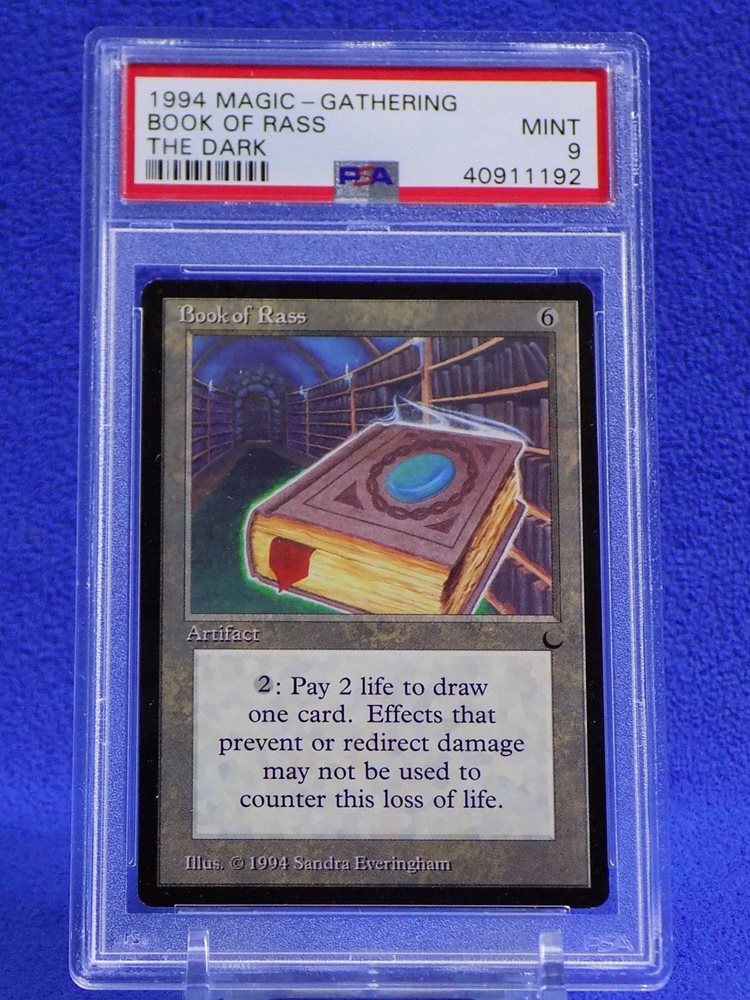 1994 MAGIC – GATHERING
BOOK OF RASS MINT
THE DARK 9
PSA 40911192
Book of Rass 6
Artifact
2: Pay 2 life to draw
one card. Effects that
prevent or redirect damage
may not be used to
counter this loss of life.
Illus. © 1994 Sandra Everingham
PSA